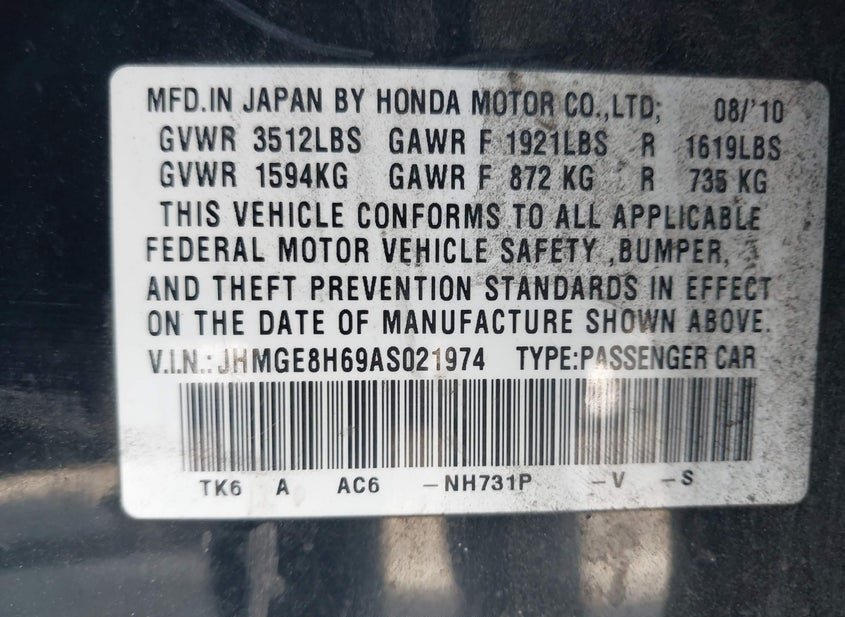 MFD.IN JAPAN BY HONDA MOTOR CO.,LTD; 08/'10
GVWR 3512LBS GAWR F 1921LBS R 1619LBS
GVWR 1594KG GAWR F 872 KG R 735 KG
THIS VEHICLE CONFORMS TO ALL APPLICABLE
FEDERAL MOTOR VEHICLE SAFETY ,BUMPER,
AND THEFT PREVENTION STANDARDS IN EFFECT
ON THE DATE OF MANUFACTURE SHOWN ABOVE.
V.I.N.: JHMGE8H69AS021974 TYPE:PASSENGER CAR
TK6 A AC6 –NH731P –V –S